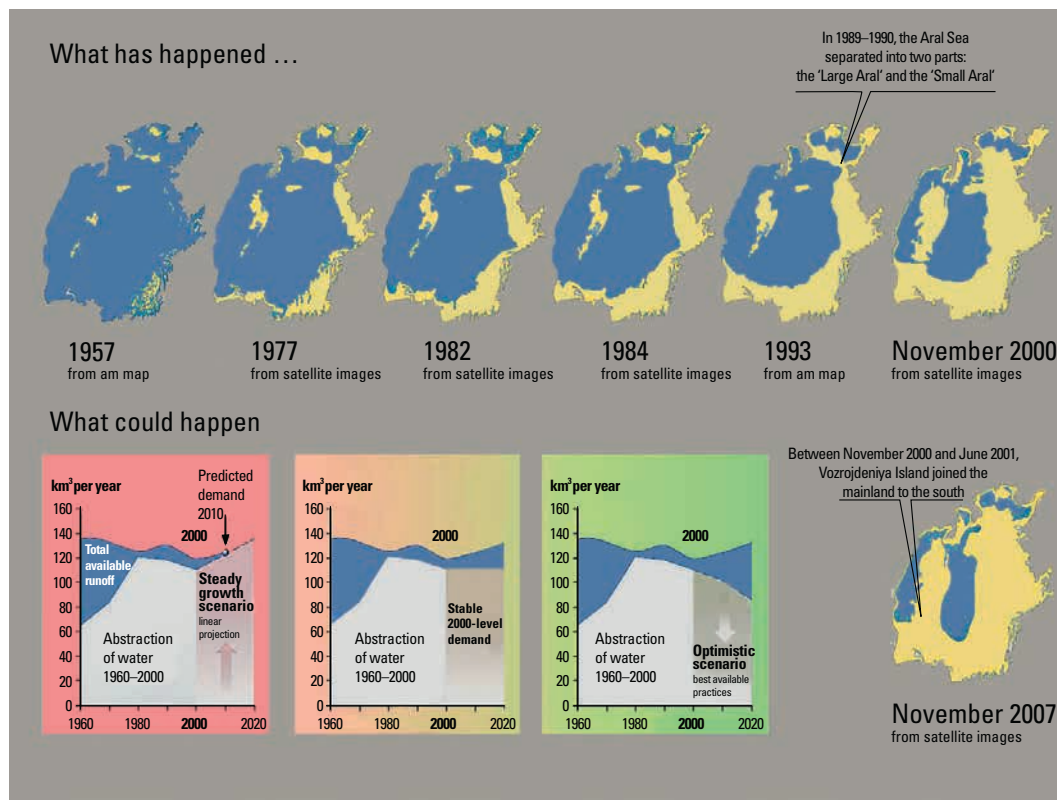 What has happened …
In 1989–1990, the Aral Sea
separated into two parts:
the 'Large Aral' and the 'Small Aral'
1957
from am map
1977
from satellite images
1982
from satellite images
1984
from satellite images
1993
from am map
November 2000
from satellite images
What could happen
km³ per year
160
140
120
100
80
60
40
20
0
1960
1980
2000
2020
Predicted
demand
2010
2000
Total
available
runoff
Steady
growth
scenario
linear
projection
Abstraction
of water
1960–2000
km³ per year
160
140
120
100
80
60
40
20
0
1960
1980
2000
2020
2000
Stable
2000-level
demand
Abstraction
of water
1960–2000
km³ per year
160
140
120
100
80
60
40
20
0
1960
1980
2000
2020
2000
Abstraction
of water
1960–2000
Optimistic
scenario
best available
practices
Between November 2000 and June 2001,
Vozrojdeniya Island joined the
mainland to the south
November 2007
from satellite images